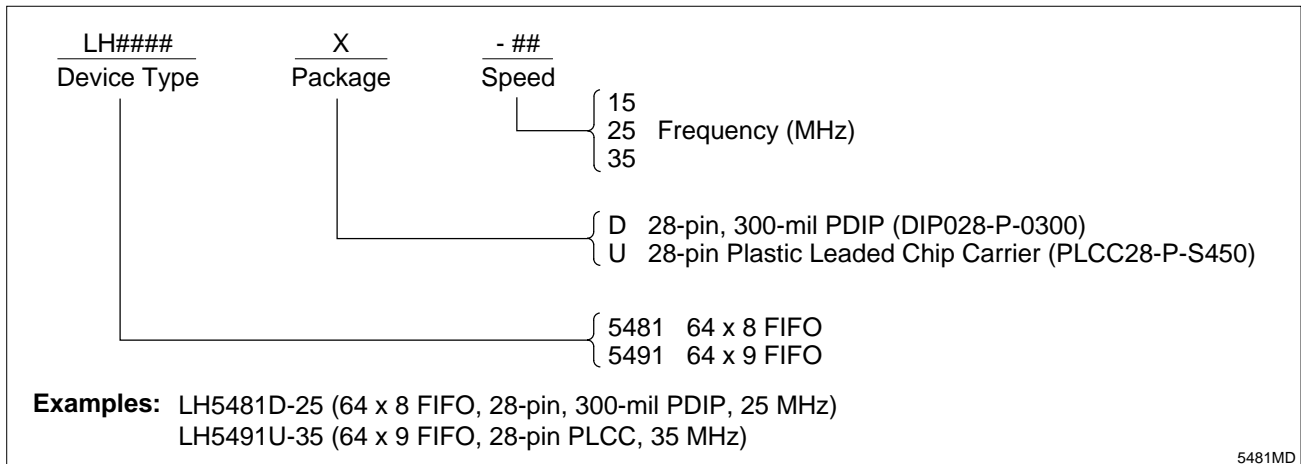 LH#### X - ##
Device Type Package Speed
15
25 Frequency (MHz)
35
D 28-pin, 300-mil PDIP (DIP028-P-0300)
U 28-pin Plastic Leaded Chip Carrier (PLCC28-P-S450)
5481 64 x 8 FIFO
5491 64 x 9 FIFO
Examples: LH5481D-25 (64 x 8 FIFO, 28-pin, 300-mil PDIP, 25 MHz)
LH5491U-35 (64 x 9 FIFO, 28-pin PLCC, 35 MHz)
5481MD